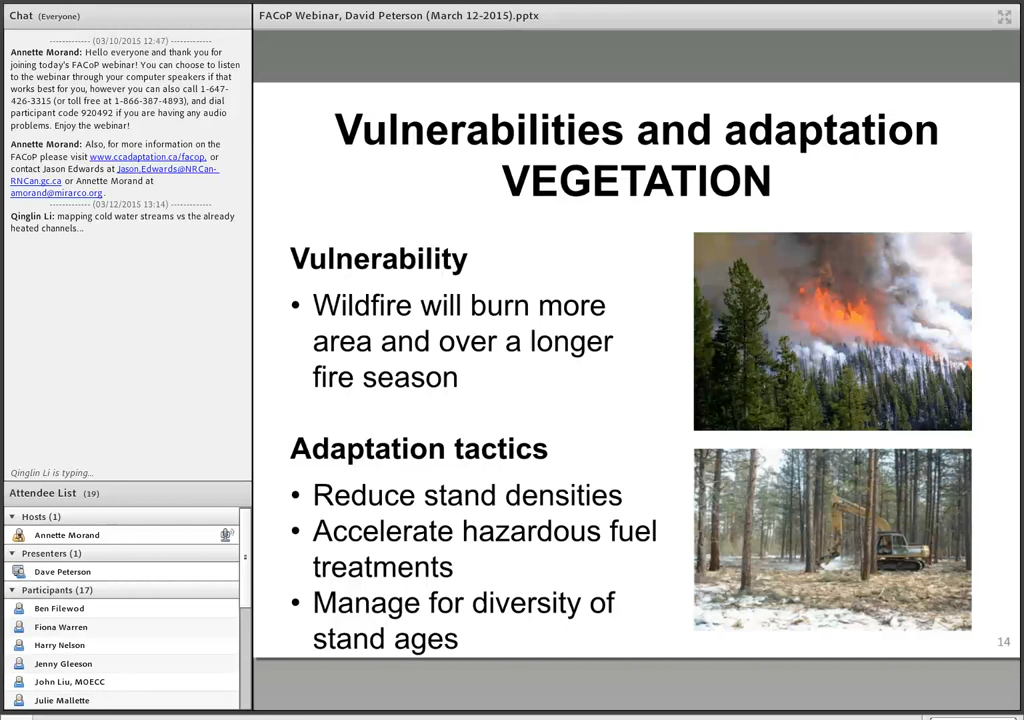 Chat (Everyone)
------------- (03/10/2015 12:47) -------------
Annette Morand: Hello everyone and thank you for
joining today's FACoP webinar! You can choose to listen
to the webinar through your computer speakers if that
works best for you, however you can also call 1-647-
426-3315 (or toll free at 1-866-387-4893), and dial
participant code 920492 if you are having any audio
problems. Enjoy the webinar!
Annette Morand: Also, for more information on the
FACoP please visit www.ccadaptation.ca/facop, or
contact Jason Edwards at Jason.Edwards@NRCan-
RNCan.gc.ca or Annette Morand at
amorand@mirarco.org.
------------- (03/12/2015 13:14) -------------
Qinglin Li: mapping cold water streams vs the already
heated channels...
Qinglin Li is typing...
Attendee List (19)
Hosts (1)
Annette Morand
Presenters (1)
Dave Peterson
Participants (17)
Ben Filewod
Fiona Warren
Harry Nelson
Jenny Gleeson
John Liu, MOECC
Julie Mallette
FACoP Webinar, David Peterson (March 12-2015).pptx
Vulnerabilities and adaptation
VEGETATION
Vulnerability
• Wildfire will burn more
area and over a longer
fire season
Adaptation tactics
• Reduce stand densities
• Accelerate hazardous fuel
treatments
• Manage for diversity of
stand ages
14